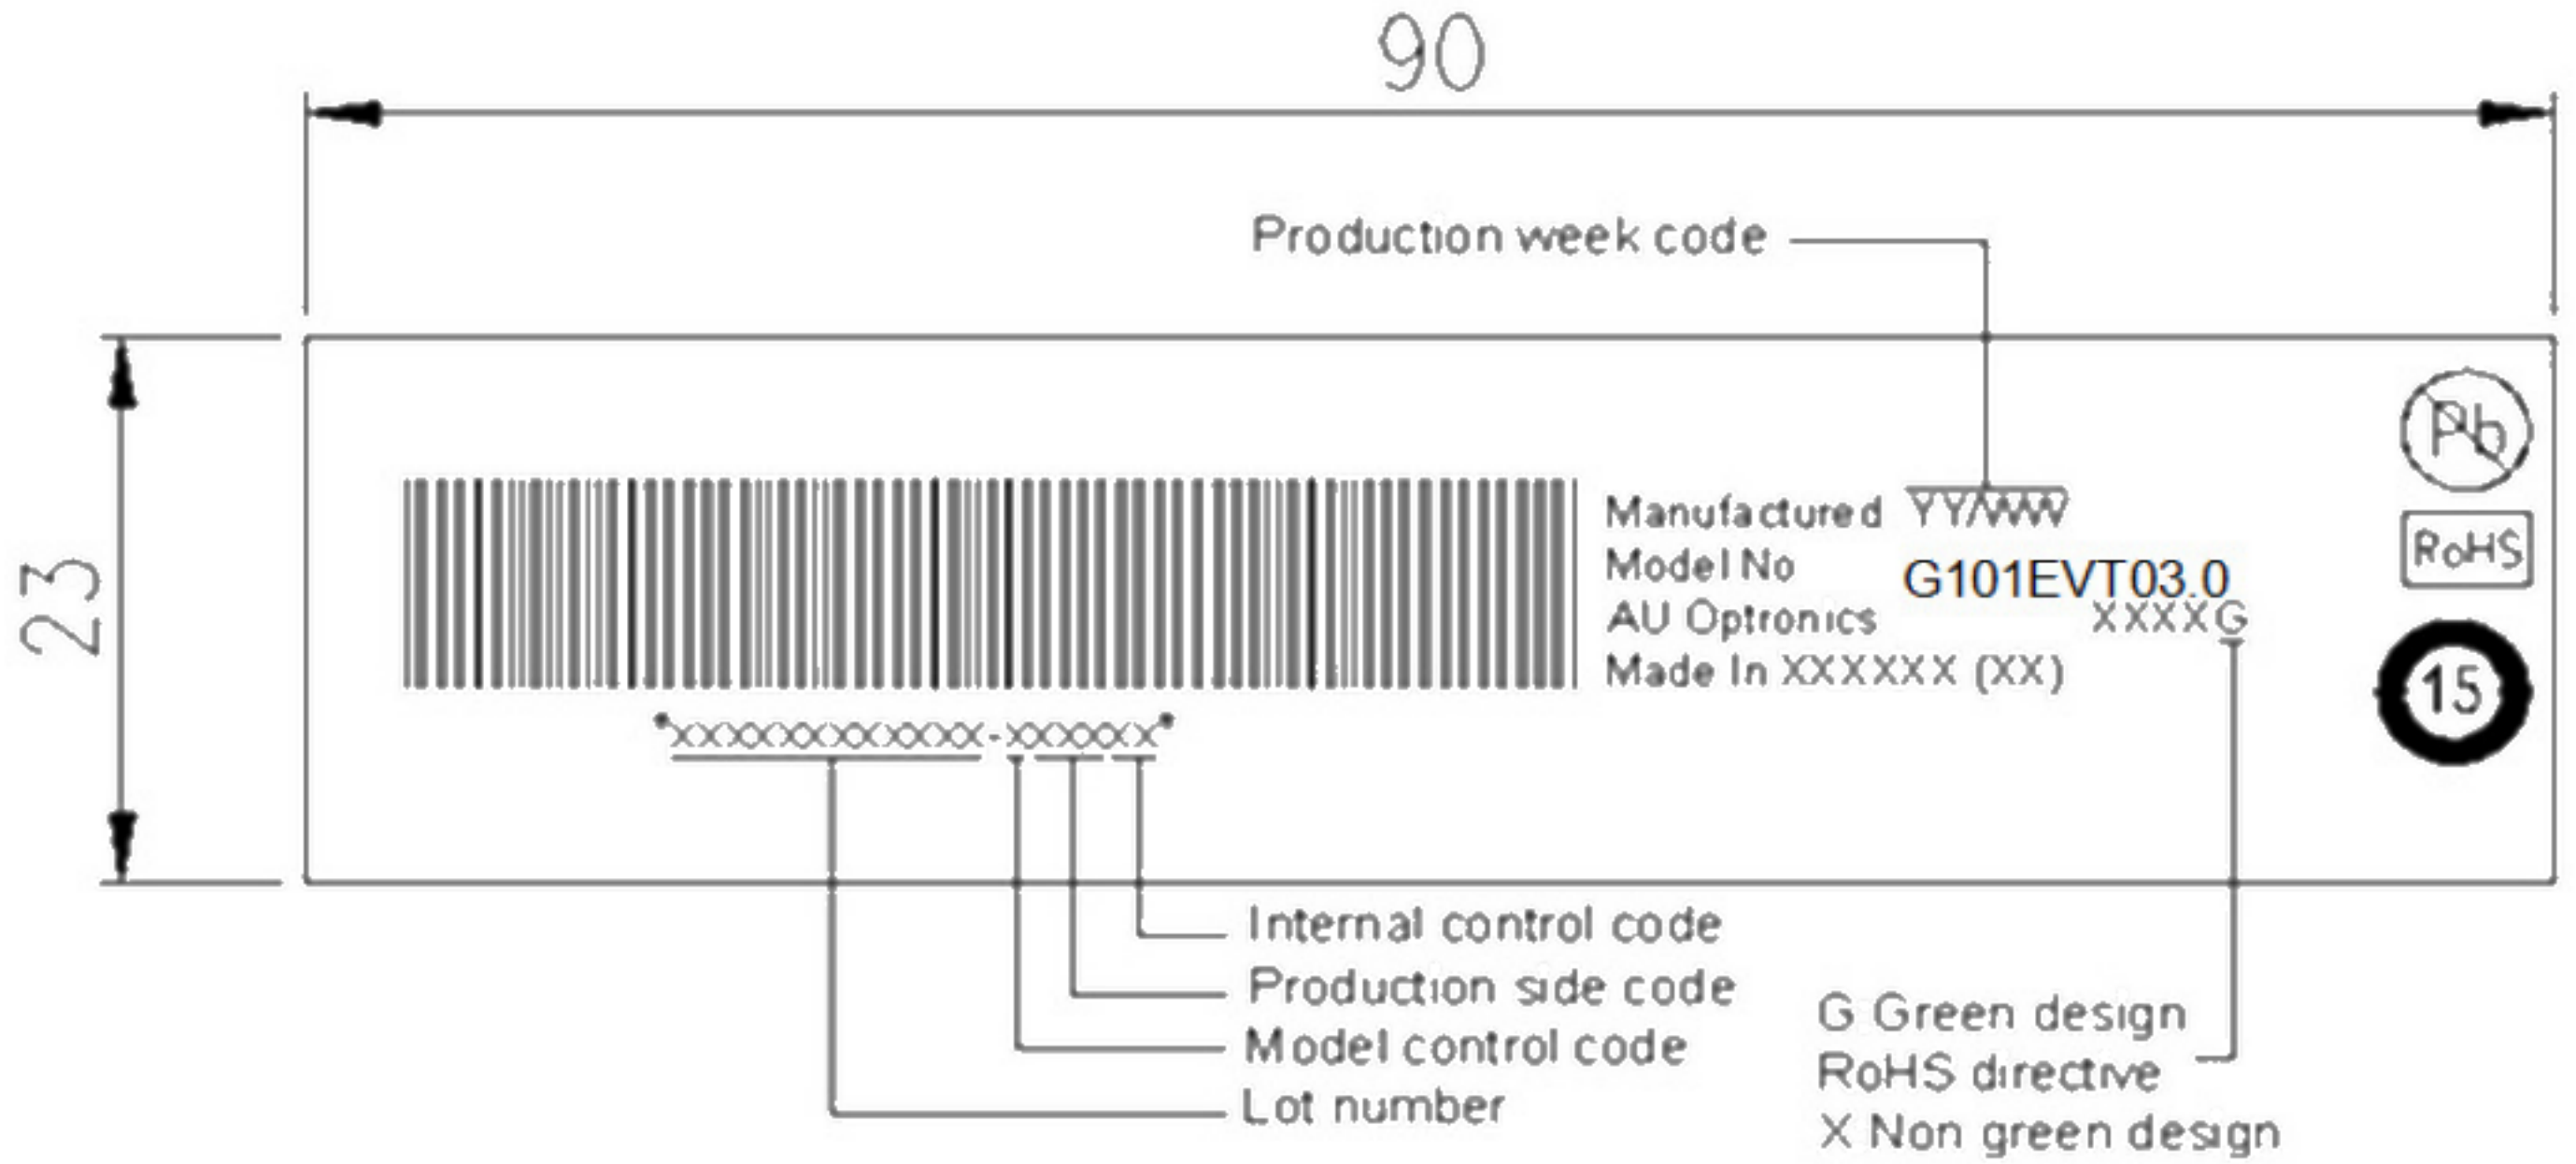 90
Production week code
23
Pb
Manufactured YY/WW
Model No G101EVT03.0
RoHS
AU Optronics XXXXG
Made In XXXXXX (XX)
15
*XXXXXXXXXXXX-XXXXXX*
Internal control code
Production side code
Model control code
Lot number
G Green design
RoHS directive
X Non green design